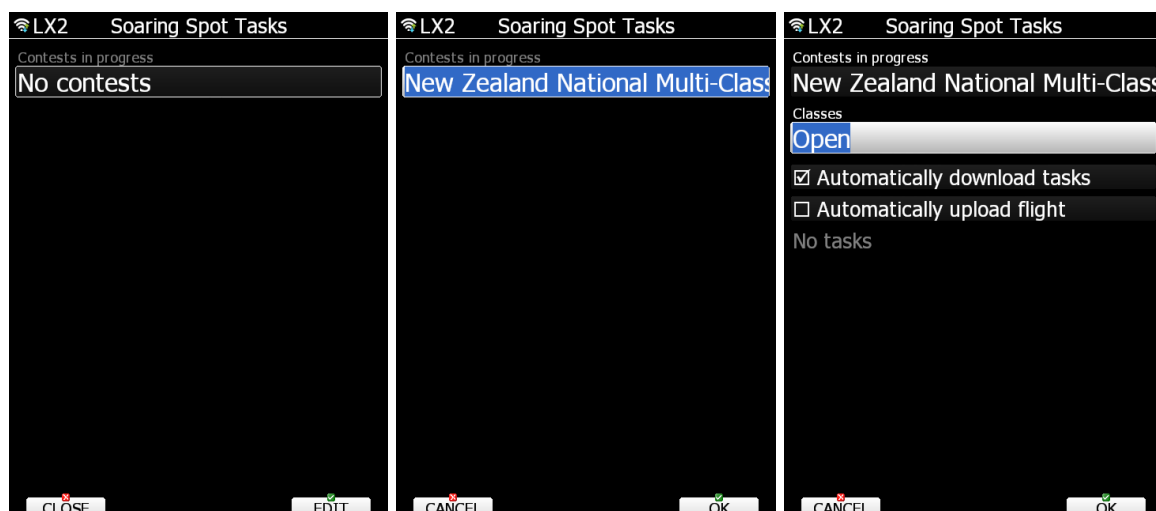 LX2 Soaring Spot Tasks
Contests in progress
No contests
CLOSE EDIT
LX2 Soaring Spot Tasks
Contests in progress
New Zealand National Multi-Class
CANCEL OK
LX2 Soaring Spot Tasks
Contests in progress
New Zealand National Multi-Class
Classes
Open
Automatically download tasks
Automatically upload flight
No tasks
CANCEL OK